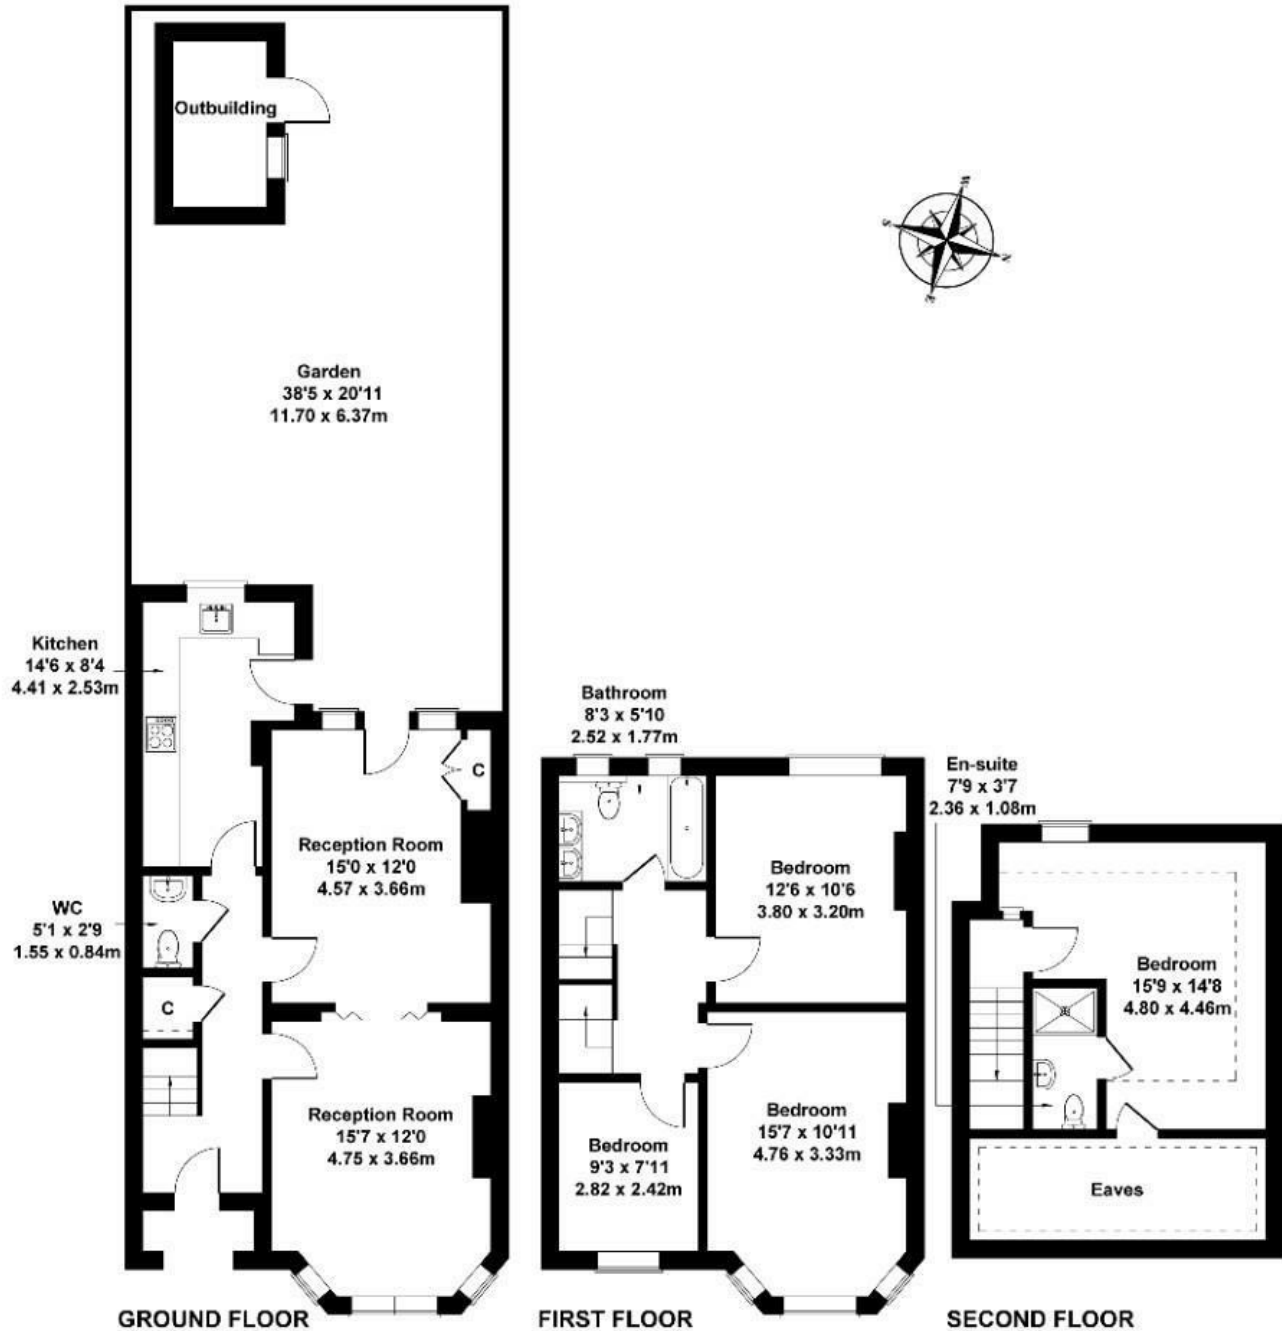 Outbuilding
W
S
N
E
Garden
38'5 x 20'11
11.70 x 6.37m
Kitchen
14'6 x 8'4
4.41 x 2.53m
C
Reception Room
15'0 x 12'0
4.57 x 3.66m
WC
5'1 x 2'9
1.55 x 0.84m
C
Reception Room
15'7 x 12'0
4.75 x 3.66m
GROUND FLOOR
Bathroom
8'3 x 5'10
2.52 x 1.77m
Bedroom
12'6 x 10'6
3.80 x 3.20m
Bedroom
15'7 x 10'11
4.76 x 3.33m
Bedroom
9'3 x 7'11
2.82 x 2.42m
FIRST FLOOR
En-suite
7'9 x 3'7
2.36 x 1.08m
Bedroom
15'9 x 14'8
4.80 x 4.46m
Eaves
SECOND FLOOR